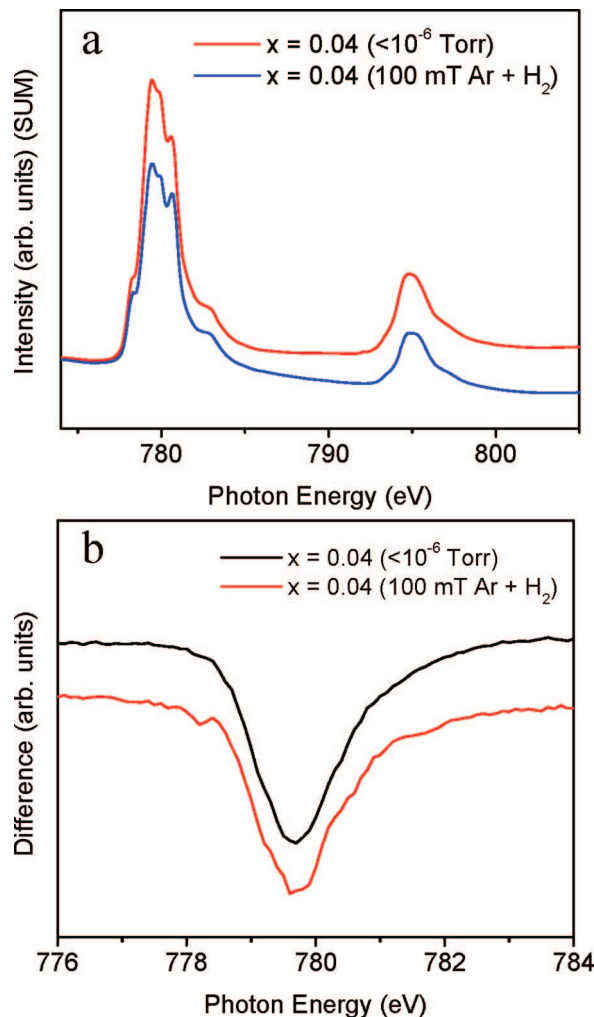 a
x = 0.04 (<10⁻⁶ Torr)
x = 0.04 (100 mT Ar + H₂)
Intensity (arb. units) (SUM)
780 790 800
Photon Energy (eV)
b
x = 0.04 (<10⁻⁶ Torr)
x = 0.04 (100 mT Ar + H₂)
Difference (arb. units)
776 778 780 782 784
Photon Energy (eV)